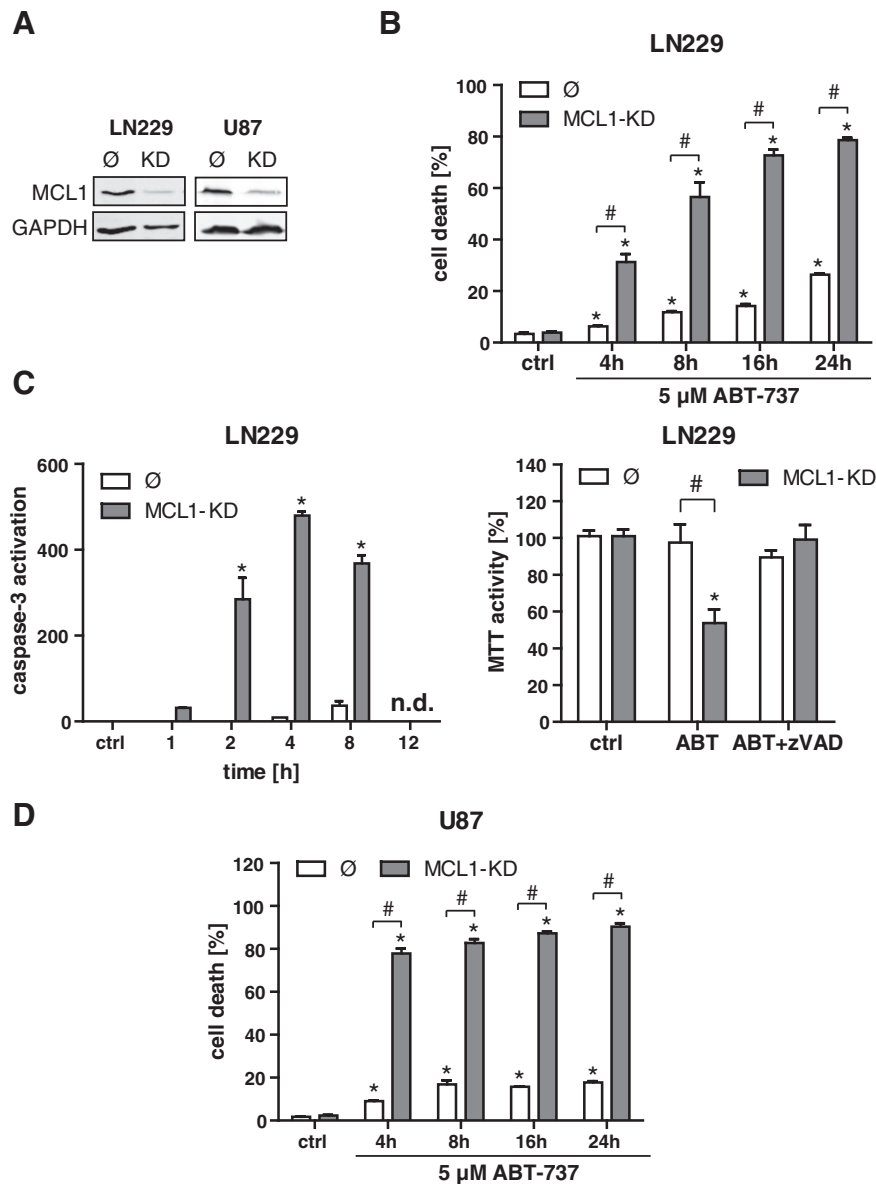 A
LN229 U87
Ø KD Ø KD
MCL1
GAPDH
B
LN229
Ø
MCL1-KD
cell death [%]
100
80
60
40
20
0
# # # #
* * * * * * * *
ctrl 4h 8h 16h 24h
5 µM ABT-737
C
LN229
Ø
MCL1-KD
caspase-3 activation
600
400
200
0
* * *
n.d.
ctrl 1 2 4 8 12
time [h]
LN229
Ø MCL1-KD
MTT activity [%]
140
120
100
80
60
40
20
0
#
*
ctrl ABT ABT+zVAD
D
U87
Ø MCL1-KD
cell death [%]
120
100
80
60
40
20
0
# # # #
* * * * * * * *
ctrl 4h 8h 16h 24h
5 µM ABT-737